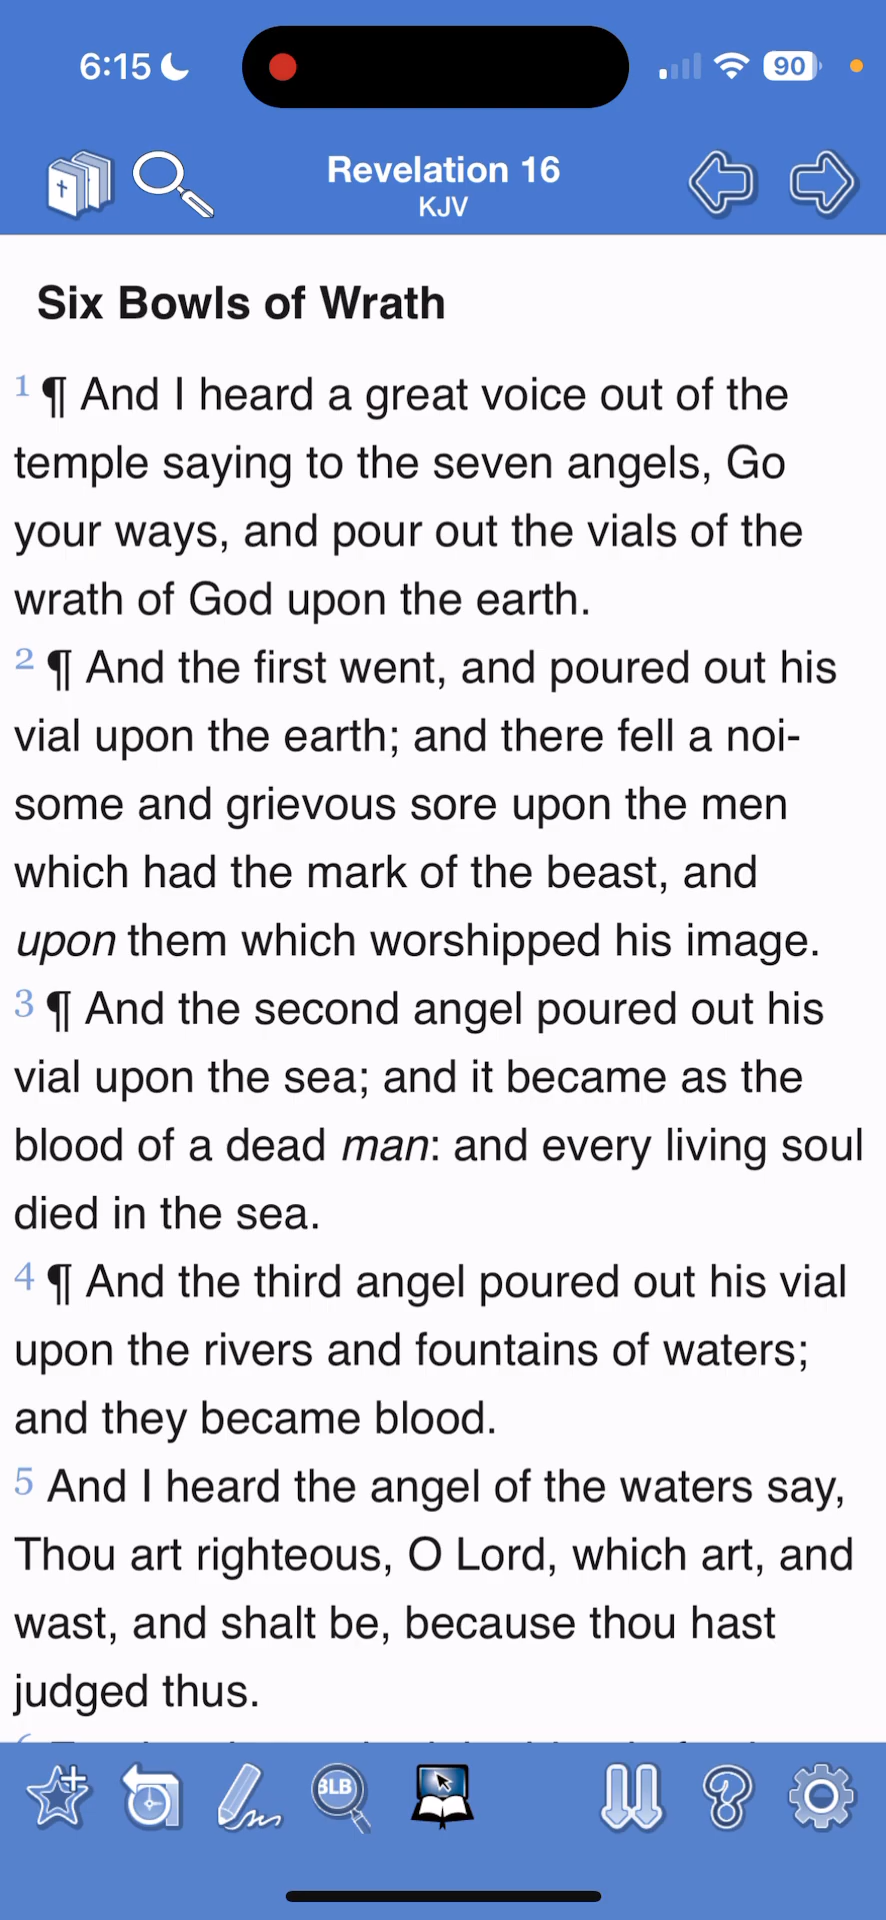 6:15
90
Revelation 16
KJV
Six Bowls of Wrath
1 ¶ And I heard a great voice out of the
temple saying to the seven angels, Go
your ways, and pour out the vials of the
wrath of God upon the earth.
2 ¶ And the first went, and poured out his
vial upon the earth; and there fell a noi-
some and grievous sore upon the men
which had the mark of the beast, and
upon them which worshipped his image.
3 ¶ And the second angel poured out his
vial upon the sea; and it became as the
blood of a dead man: and every living soul
died in the sea.
4 ¶ And the third angel poured out his vial
upon the rivers and fountains of waters;
and they became blood.
5 And I heard the angel of the waters say,
Thou art righteous, O Lord, which art, and
wast, and shalt be, because thou hast
judged thus.
BLB